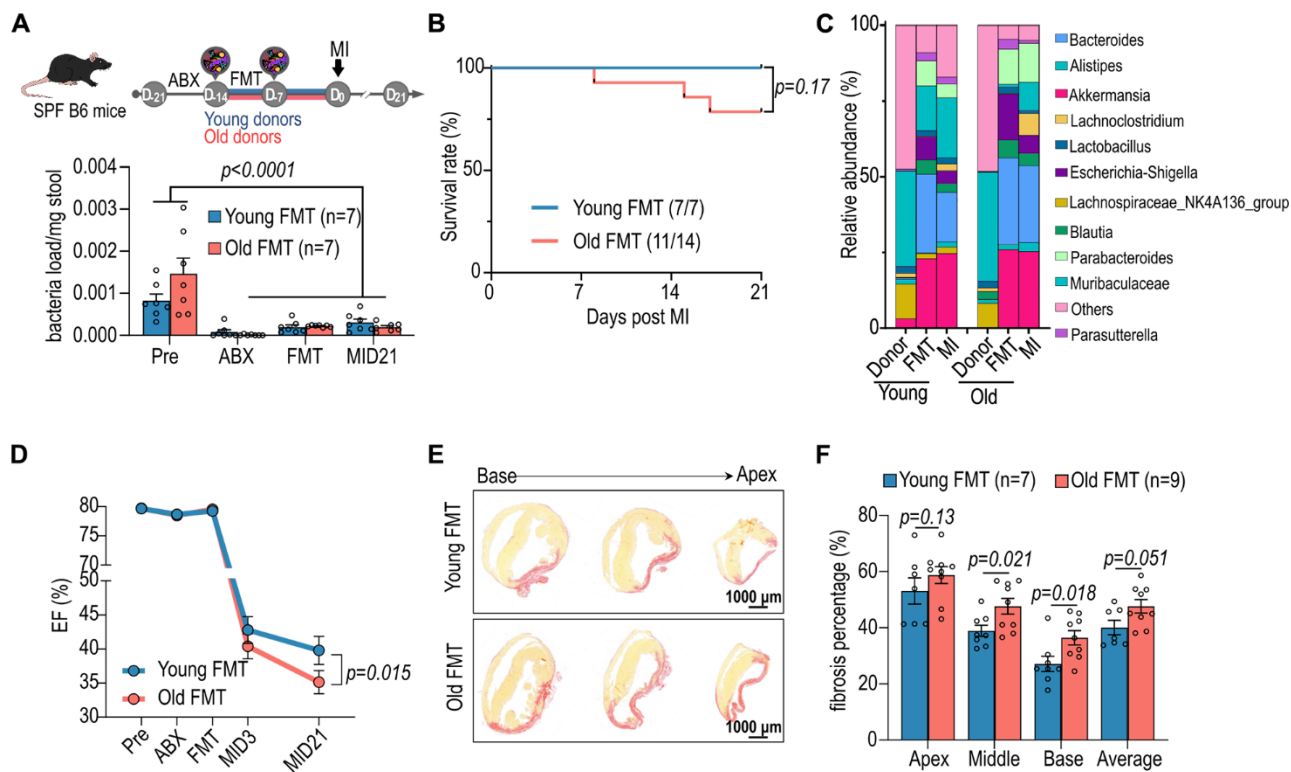 A
ABX
FMT
MI
D-21
D-14
D-7
D0
D21
SPF B6 mice
Young donors
Old donors
bacteria load/mg stool
0.004
0.003
0.002
0.001
0.000
p<0.0001
Young FMT (n=7)
Old FMT (n=7)
Pre
ABX
FMT
MID21
B
Survival rate (%)
100
50
0
p=0.17
Young FMT (7/7)
Old FMT (11/14)
0
7
14
21
Days post MI
C
Relative abundance (%)
100
50
0
Donor
FMT
MI
Young
Donor
FMT
MI
Old
Bacteroides
Alistipes
Akkermansia
Lachnoclostridium
Lactobacillus
Escherichia-Shigella
Lachnospiraceae_NK4A136_group
Blautia
Parabacteroides
Muribaculaceae
Others
Parasutterella
D
EF (%)
80
75
70
50
45
40
35
30
Young FMT
Old FMT
p=0.015
Pre
ABX
FMT
MID3
MID21
E
Base
Apex
Young FMT
1000 μm
Old FMT
1000 μm
F
Young FMT (n=7)
Old FMT (n=9)
fibrosis percentage (%)
80
60
40
20
0
p=0.13
p=0.021
p=0.018
p=0.051
Apex
Middle
Base
Average